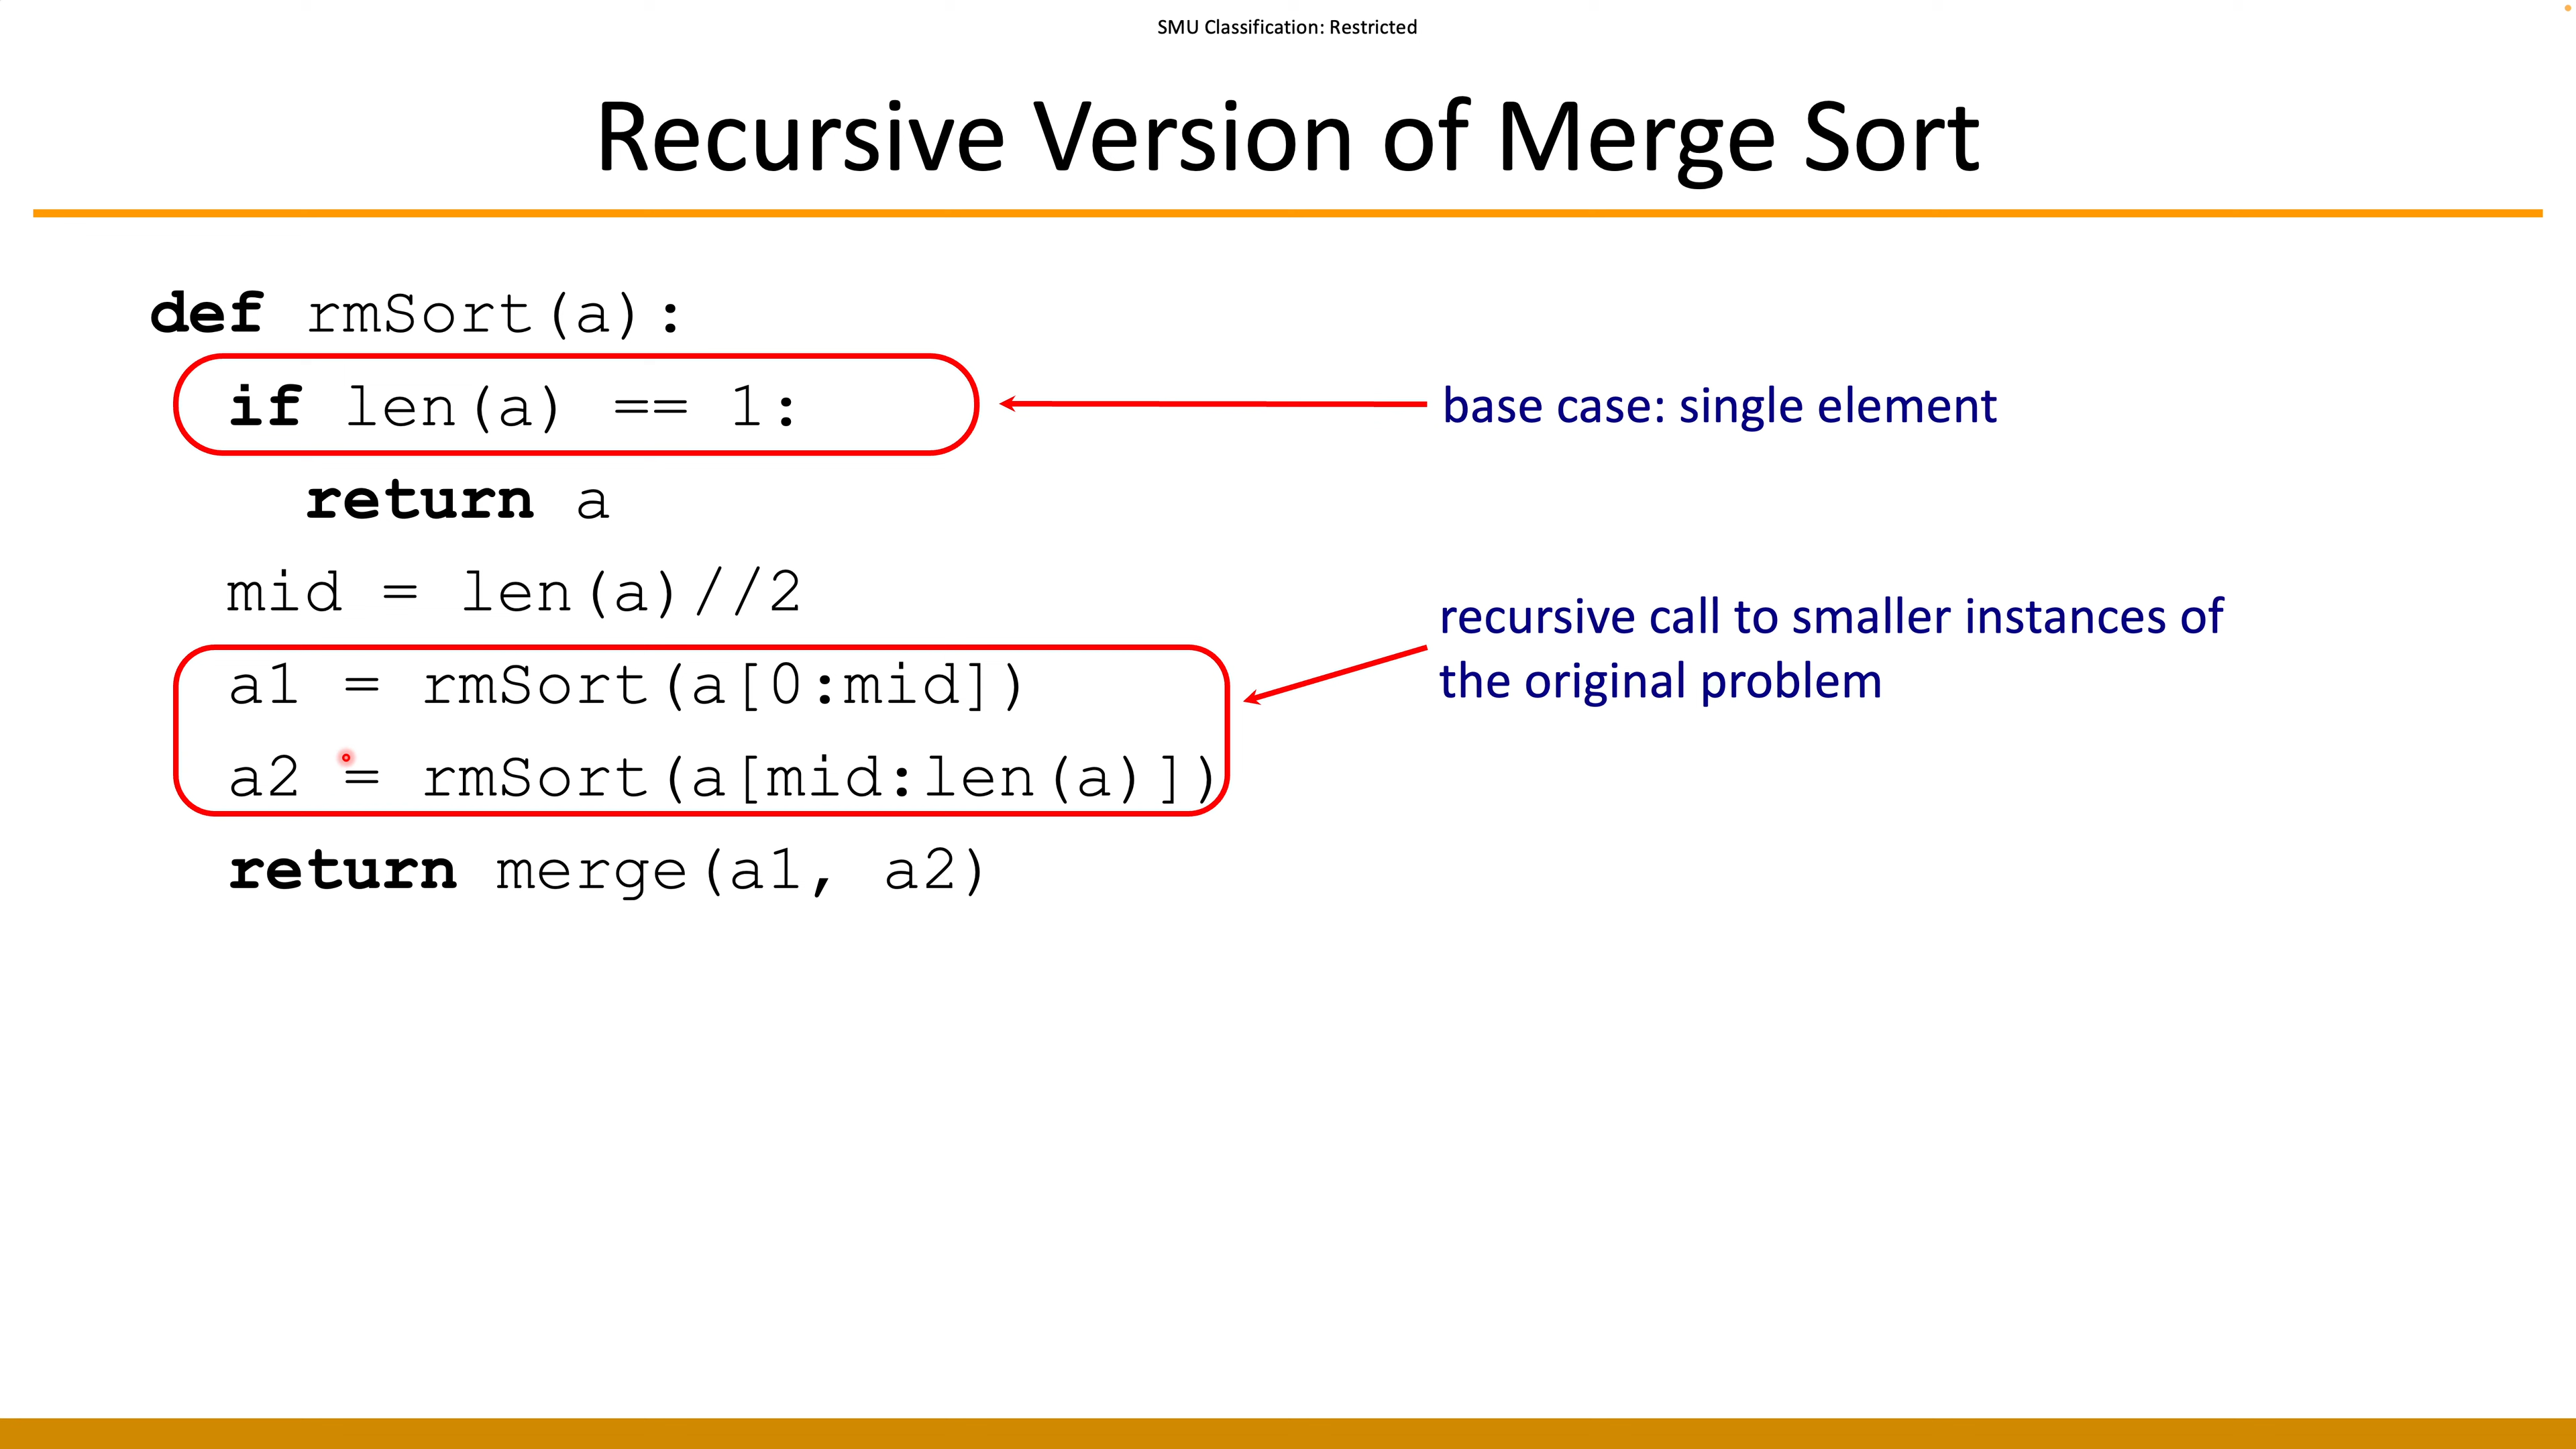 SMU Classification: Restricted
Recursive Version of Merge Sort
def rmSort(a):
if len(a) == 1:
base case: single element
return a
mid = len(a)//2
recursive call to smaller instances of
the original problem
a1 = rmSort(a[0:mid])
a2 = rmSort(a[mid:len(a)])
return merge(a1, a2)